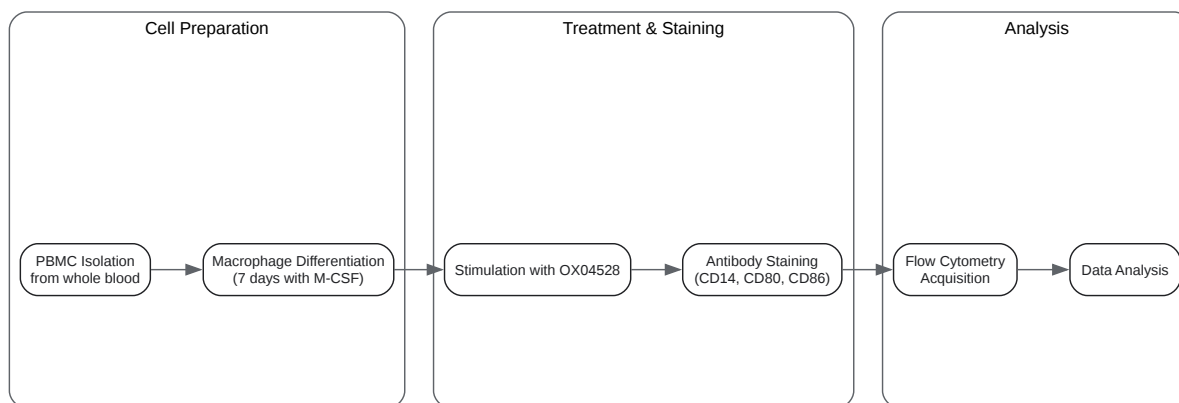 Cell Preparation
PBMC Isolation
from whole blood
Macrophage Differentiation
(7 days with M-CSF)
Treatment & Staining
Stimulation with OX04528
Antibody Staining
(CD14, CD80, CD86)
Analysis
Flow Cytometry
Acquisition
Data Analysis